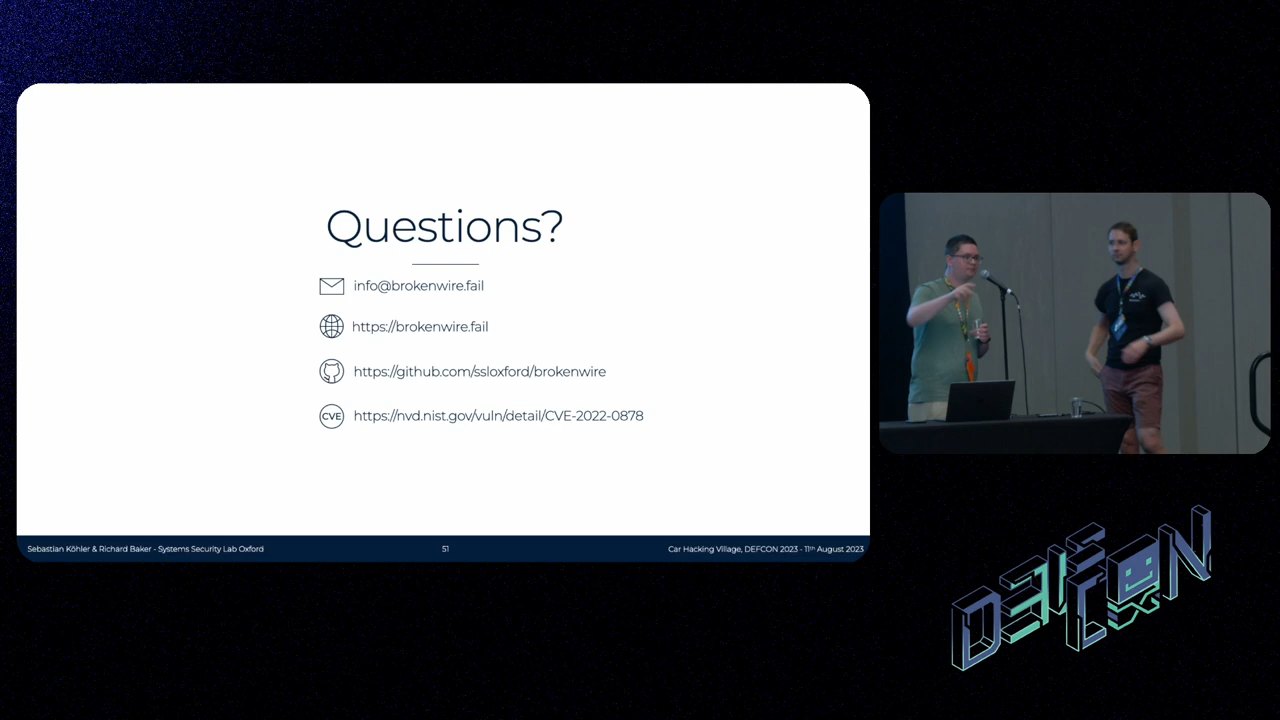 Questions?
info@brokenwire.fail
https://brokenwire.fail
https://github.com/ssloxford/brokenwire
CVE
https://nvd.nist.gov/vuln/detail/CVE-2022-0878
Sebastian Köhler & Richard Baker - Systems Security Lab Oxford
51
Car Hacking Village, DEFCON 2023 - 11th August 2023
DEFCON